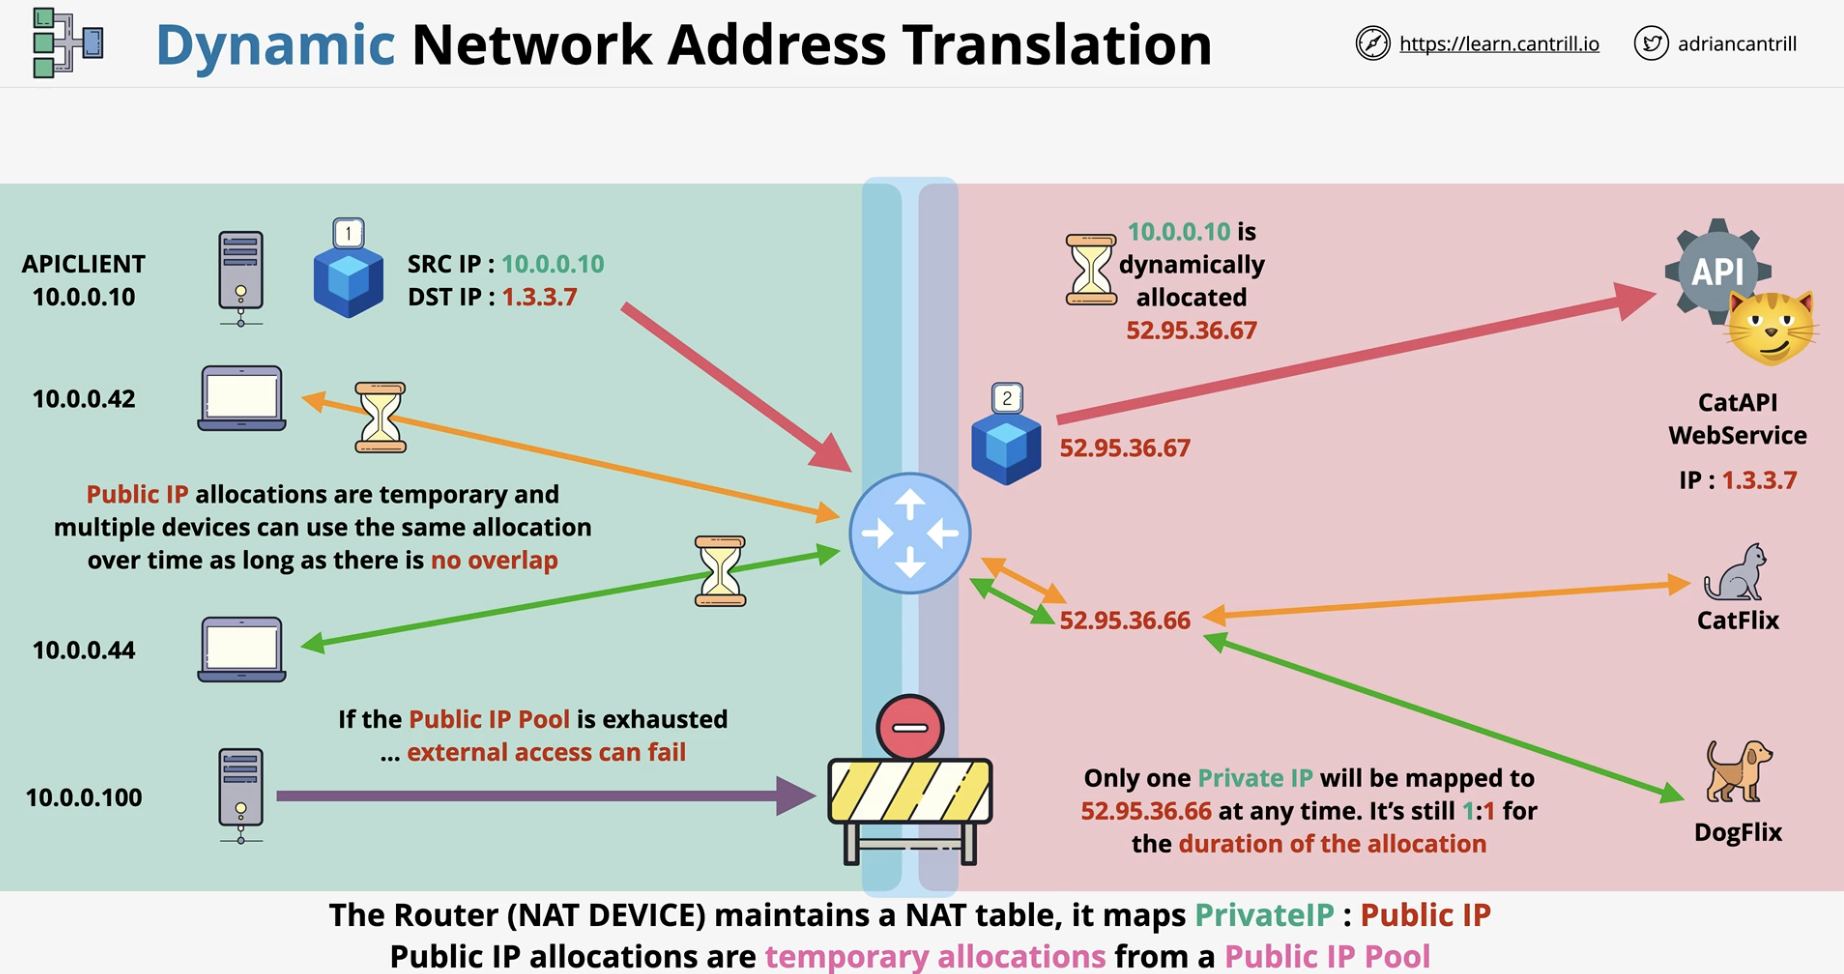 Dynamic Network Address Translation
https://learn.cantrill.io
adriancantrill
APICLIENT
10.0.0.10
1
SRC IP : 10.0.0.10
DST IP : 1.3.3.7
10.0.0.10 is
dynamically
allocated
52.95.36.67
API
CatAPI
WebService
IP : 1.3.3.7
10.0.0.42
2
52.95.36.67
Public IP allocations are temporary and
multiple devices can use the same allocation
over time as long as there is no overlap
52.95.36.66
CatFlix
10.0.0.44
If the Public IP Pool is exhausted
... external access can fail
10.0.0.100
Only one Private IP will be mapped to
52.95.36.66 at any time. It's still 1:1 for
the duration of the allocation
DogFlix
The Router (NAT DEVICE) maintains a NAT table, it maps PrivateIP : Public IP
Public IP allocations are temporary allocations from a Public IP Pool